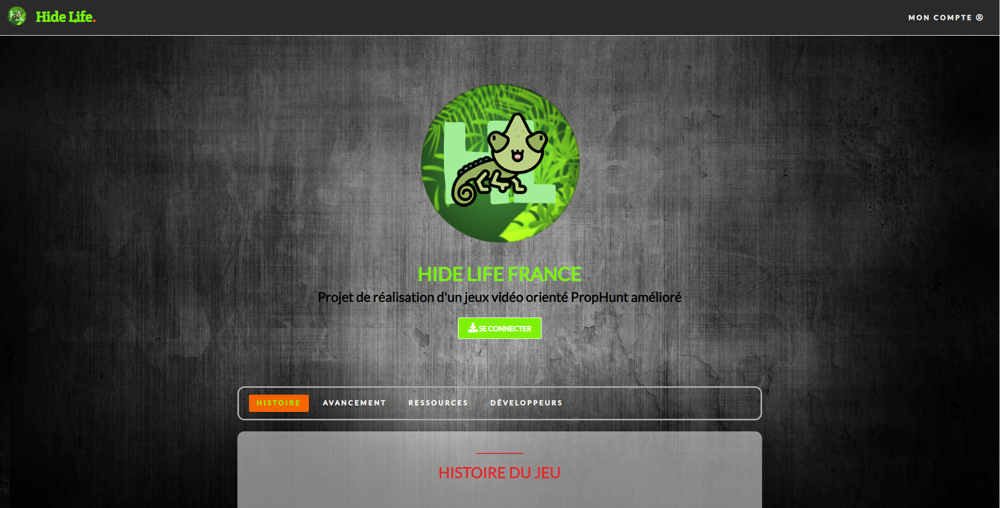 Hide Life.
MON COMPTE
HL
HIDE LIFE FRANCE
Projet de réalisation d'un jeux vidéo orienté PropHunt amélioré
SE CONNECTER
HISTOIRE AVANCEMENT RESSOURCES DÉVELOPPEURS
HISTOIRE DU JEU